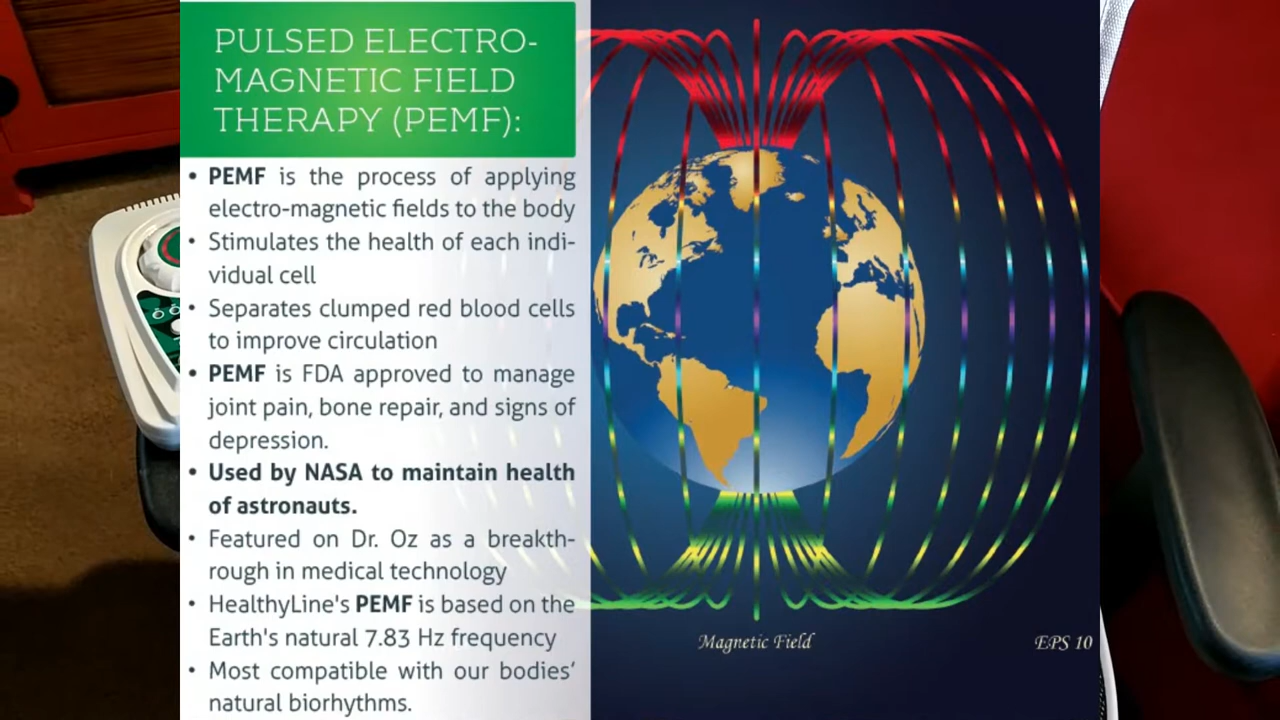 PULSED ELECTRO-
MAGNETIC FIELD
THERAPY (PEMF):
• PEMF is the process of applying
electro-magnetic fields to the body
• Stimulates the health of each indi-
vidual cell
• Separates clumped red blood cells
to improve circulation
• PEMF is FDA approved to manage
joint pain, bone repair, and signs of
depression.
• Used by NASA to maintain health
of astronauts.
• Featured on Dr. Oz as a breakth-
rough in medical technology
• HealthyLine's PEMF is based on the
Earth's natural 7.83 Hz frequency
• Most compatible with our bodies'
natural biorhythms.
Magnetic Field
EPS 10